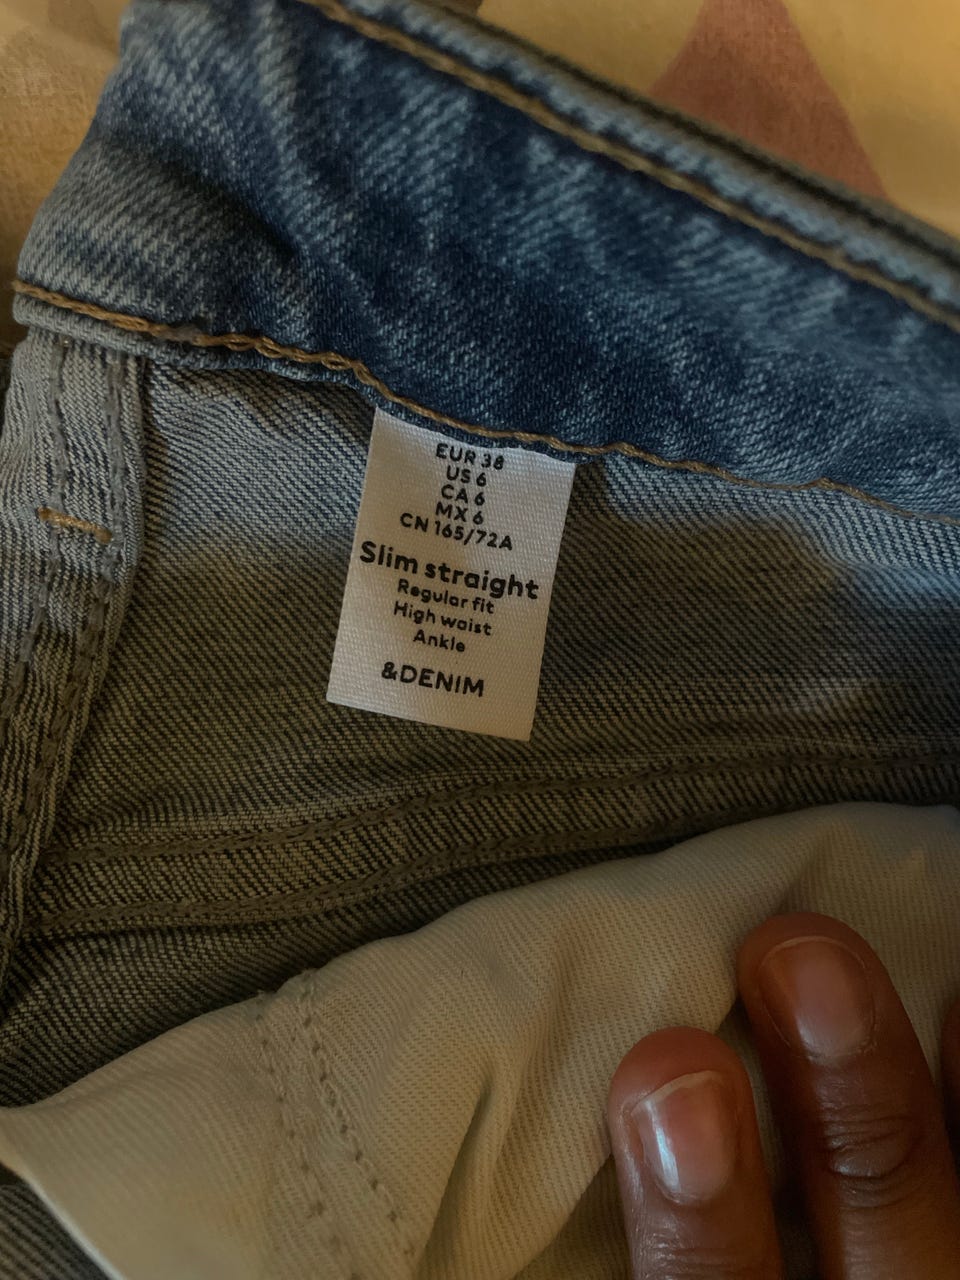 EUR 38
US 6
CA 6
MX 6
CN 165/72A
Slim straight
Regular fit
High waist
Ankle
&DENIM